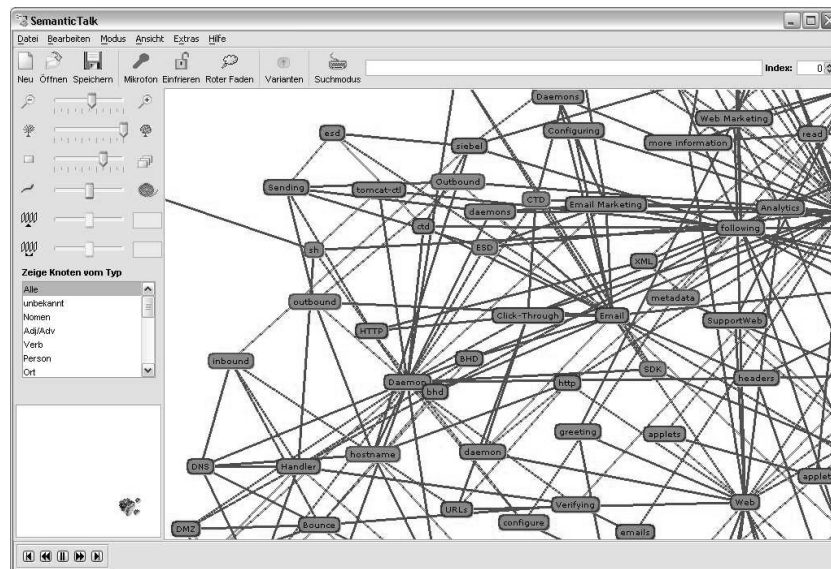 SemanticTalk
Datei Bearbeiten Modus Ansicht Extras Hilfe
Neu Öffnen Speichern Mikrofon Einfrieren Roter Faden Varianten Suchmodus Index: 0
Zeige Knoten vom Typ
Alle
unbekannt
Nomen
Adj/Adv
Verb
Person
Ort
Daemons
Web Marketing
esd
Configuring
read
siebel
more information
Sending
tomcat-ctl
Outbound
CTD
Email Marketing
daemons
Analytics
ctd
following
sh
ESD
XML
outbound
metadata
Click-Through
Email
SupportWeb
HTTP
inbound
BHD
SDK
Daemon
bhd
http
headers
greeting
applets
hostname
daemon
DNS
Handler
applet
URLs
Verifying
Web
DMZ
Bounce
configure
emails